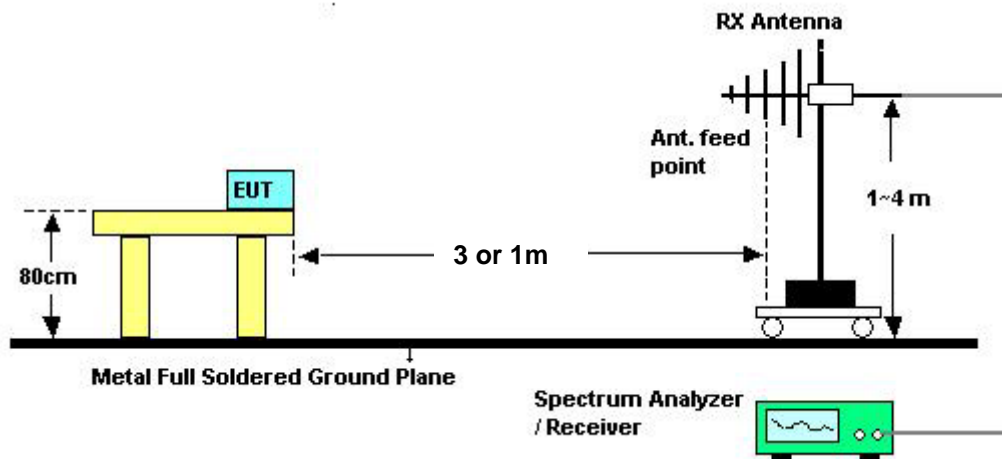 RX Antenna
Ant. feed
point
EUT
1~4 m
3 or 1m
80cm
Metal Full Soldered Ground Plane
Spectrum Analyzer
/ Receiver